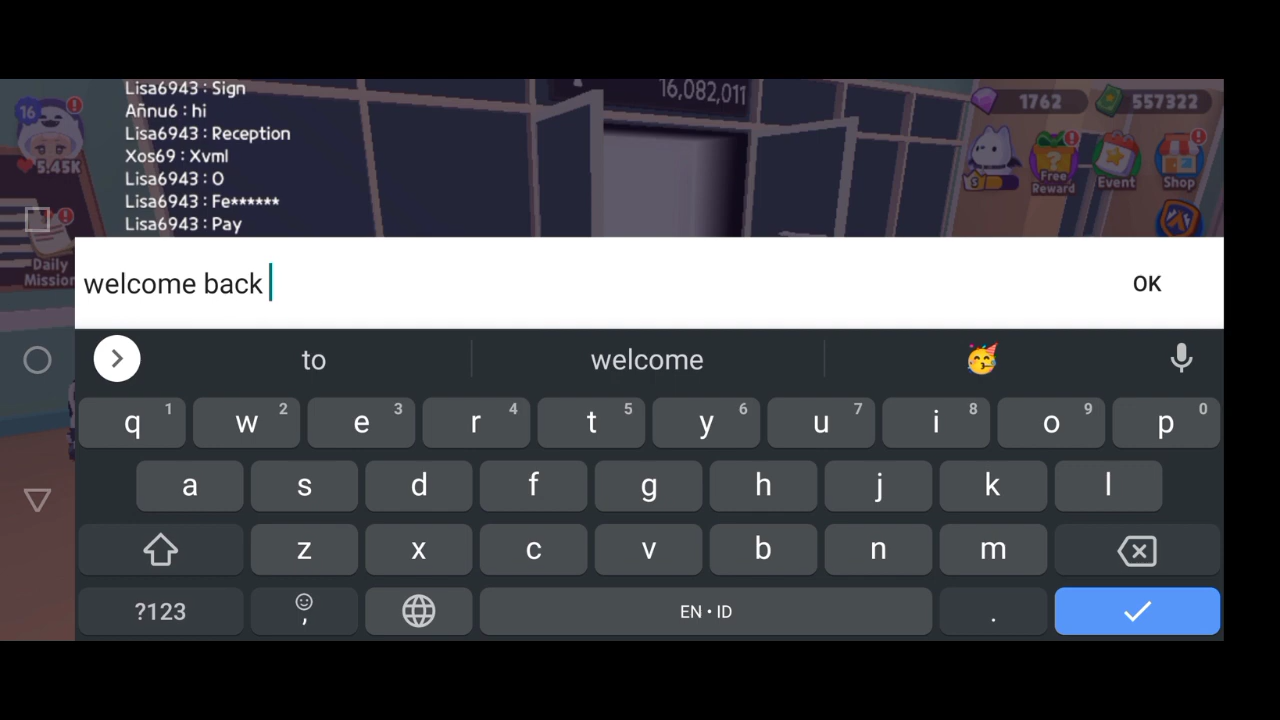 Lisa6943 : Sign
Añnu6 : hi
Lisa6943 : Reception
Xos69 : Xvml
Lisa6943 : O
Lisa6943 : Fe******
Lisa6943 : Pay
16,082,011
16
5.45K
1762
557322
S
Free
Reward
Event
Shop
Daily
Mission
welcome back
OK
to
welcome
q 1 w 2 e 3 r 4 t 5 y 6 u 7 i 8 o 9 p 0
a s d f g h j k l
z x c v b n m
?123 , EN • ID .